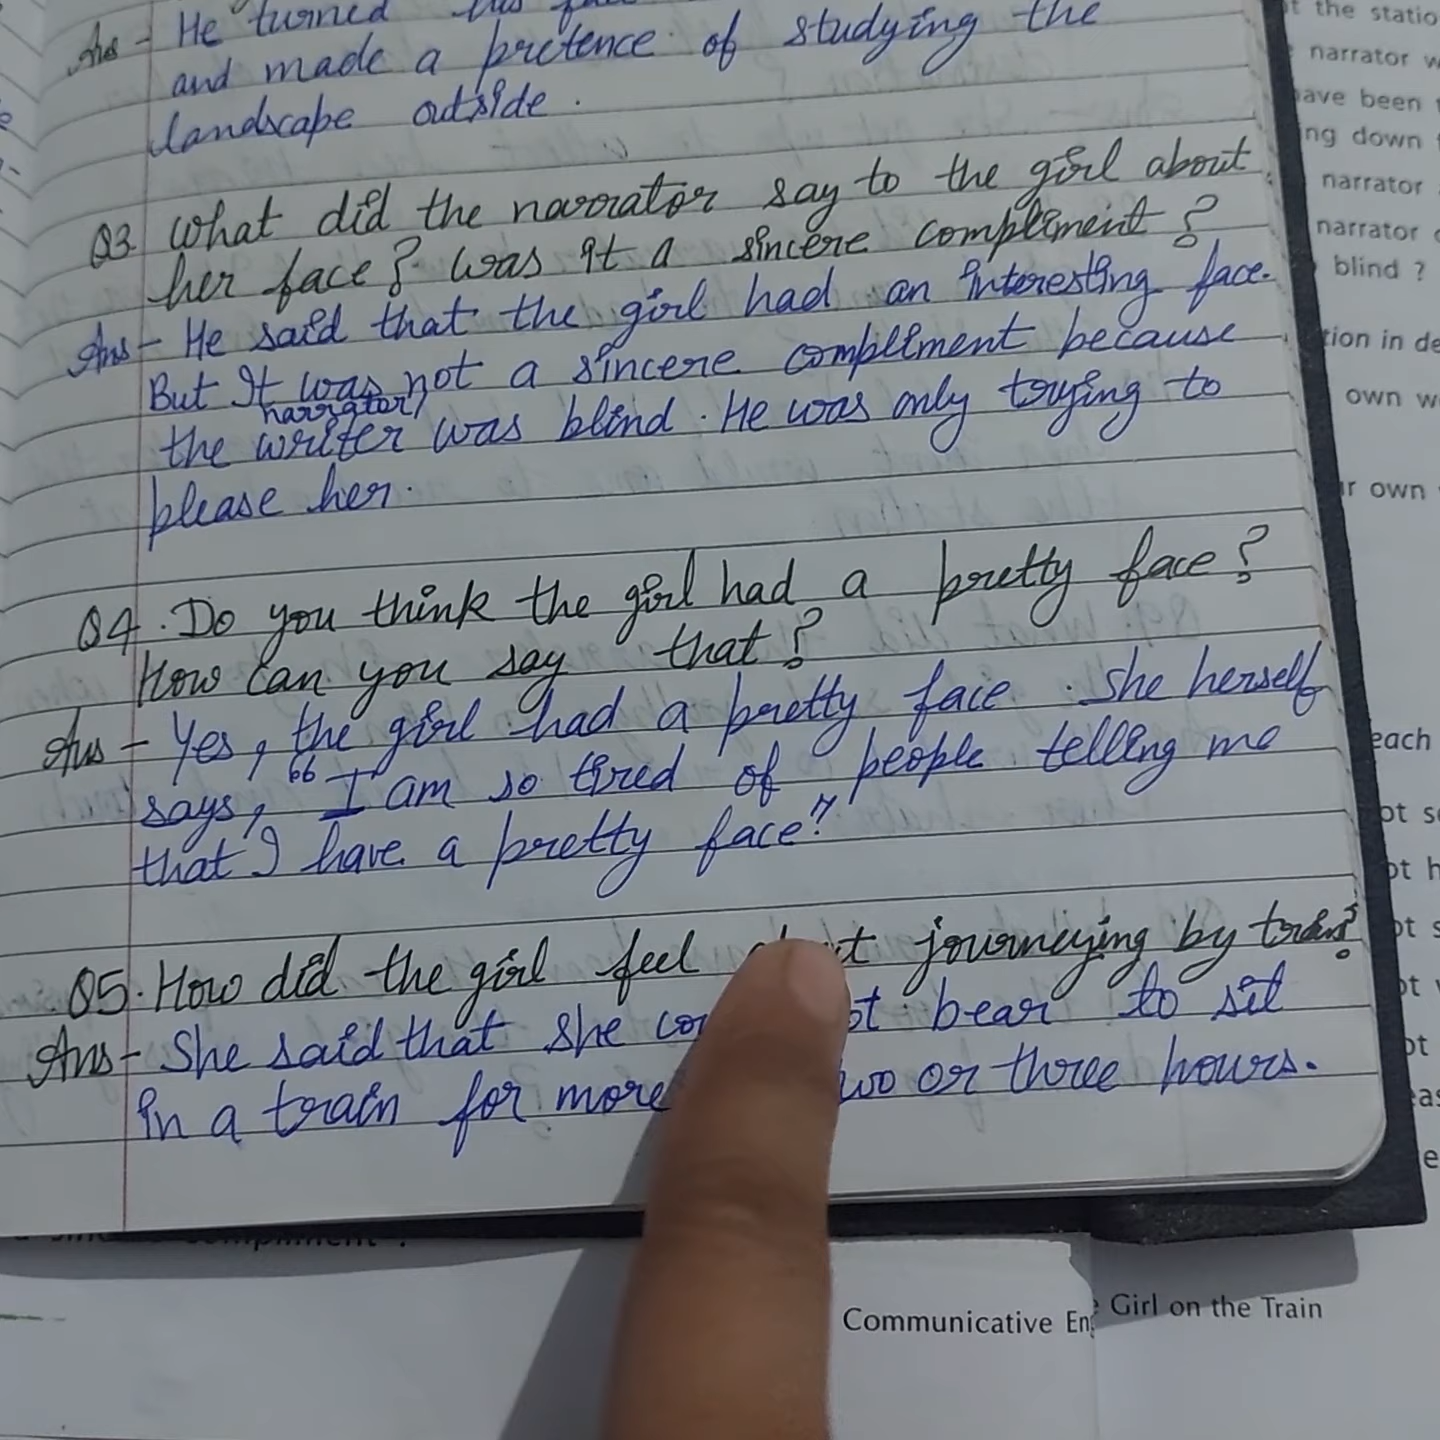 Ans - He turned
and made a pretence of studying the
landscape outside.
Q3. What did the narrator say to the girl about
her face? Was it a sincere compliment?
Ans - He said that the girl had an interesting face.
But It was not a sincere compliment because
narrator/
the writer was blind. He was only trying to
please her.
Q4. Do you think the girl had a pretty face?
How can you say that?
Ans - Yes, the girl had a pretty face. She herself
says, "I am so tired of people telling me
that I have a pretty face"
Q5. How did the girl feel journeying by train?
Ans - She said that she bear to sit
in a train for more or three hours.
the statio
narrator w
have been
ing down
narrator
narrator
blind ?
tion in de
own w
own
each
Communicative En
Girl on the Train